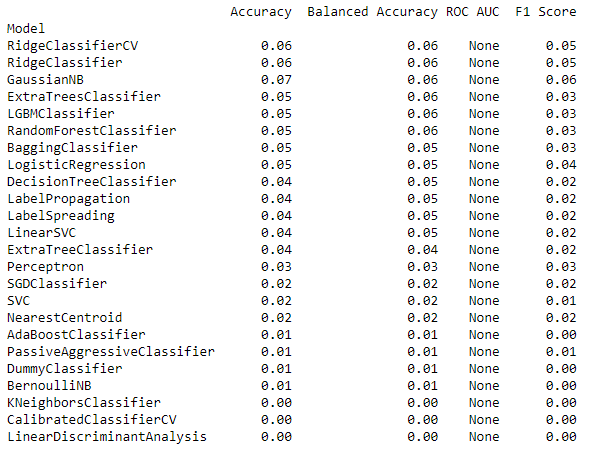 Accuracy Balanced Accuracy ROC AUC F1 Score
Model
RidgeClassifierCV 0.06 0.06 None 0.05
RidgeClassifier 0.06 0.06 None 0.05
GaussianNB 0.07 0.06 None 0.06
ExtraTreesClassifier 0.05 0.06 None 0.03
LGBMClassifier 0.05 0.06 None 0.03
RandomForestClassifier 0.05 0.06 None 0.03
BaggingClassifier 0.05 0.05 None 0.03
LogisticRegression 0.05 0.05 None 0.04
DecisionTreeClassifier 0.04 0.05 None 0.02
LabelPropagation 0.04 0.05 None 0.02
LabelSpreading 0.04 0.05 None 0.02
LinearSVC 0.04 0.05 None 0.02
ExtraTreeClassifier 0.04 0.04 None 0.02
Perceptron 0.03 0.03 None 0.03
SGDClassifier 0.02 0.02 None 0.02
SVC 0.02 0.02 None 0.01
NearestCentroid 0.02 0.02 None 0.02
AdaBoostClassifier 0.01 0.01 None 0.00
PassiveAggressiveClassifier 0.01 0.01 None 0.01
DummyClassifier 0.01 0.01 None 0.00
BernoulliNB 0.01 0.01 None 0.00
KNeighborsClassifier 0.00 0.00 None 0.00
CalibratedClassifierCV 0.00 0.00 None 0.00
LinearDiscriminantAnalysis 0.00 0.00 None 0.00